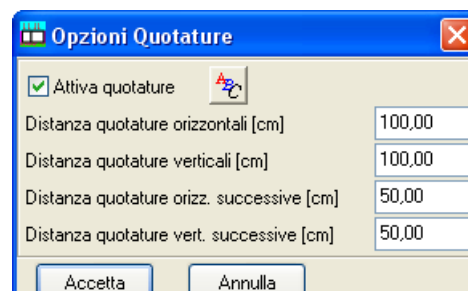 Opzioni Quotature
Attiva quotature ABC
Distanza quotature orizzontali [cm] 100,00
Distanza quotature verticali [cm] 100,00
Distanza quotature orizz. successive [cm] 50,00
Distanza quotature vert. successive [cm] 50,00
Accetta Annulla